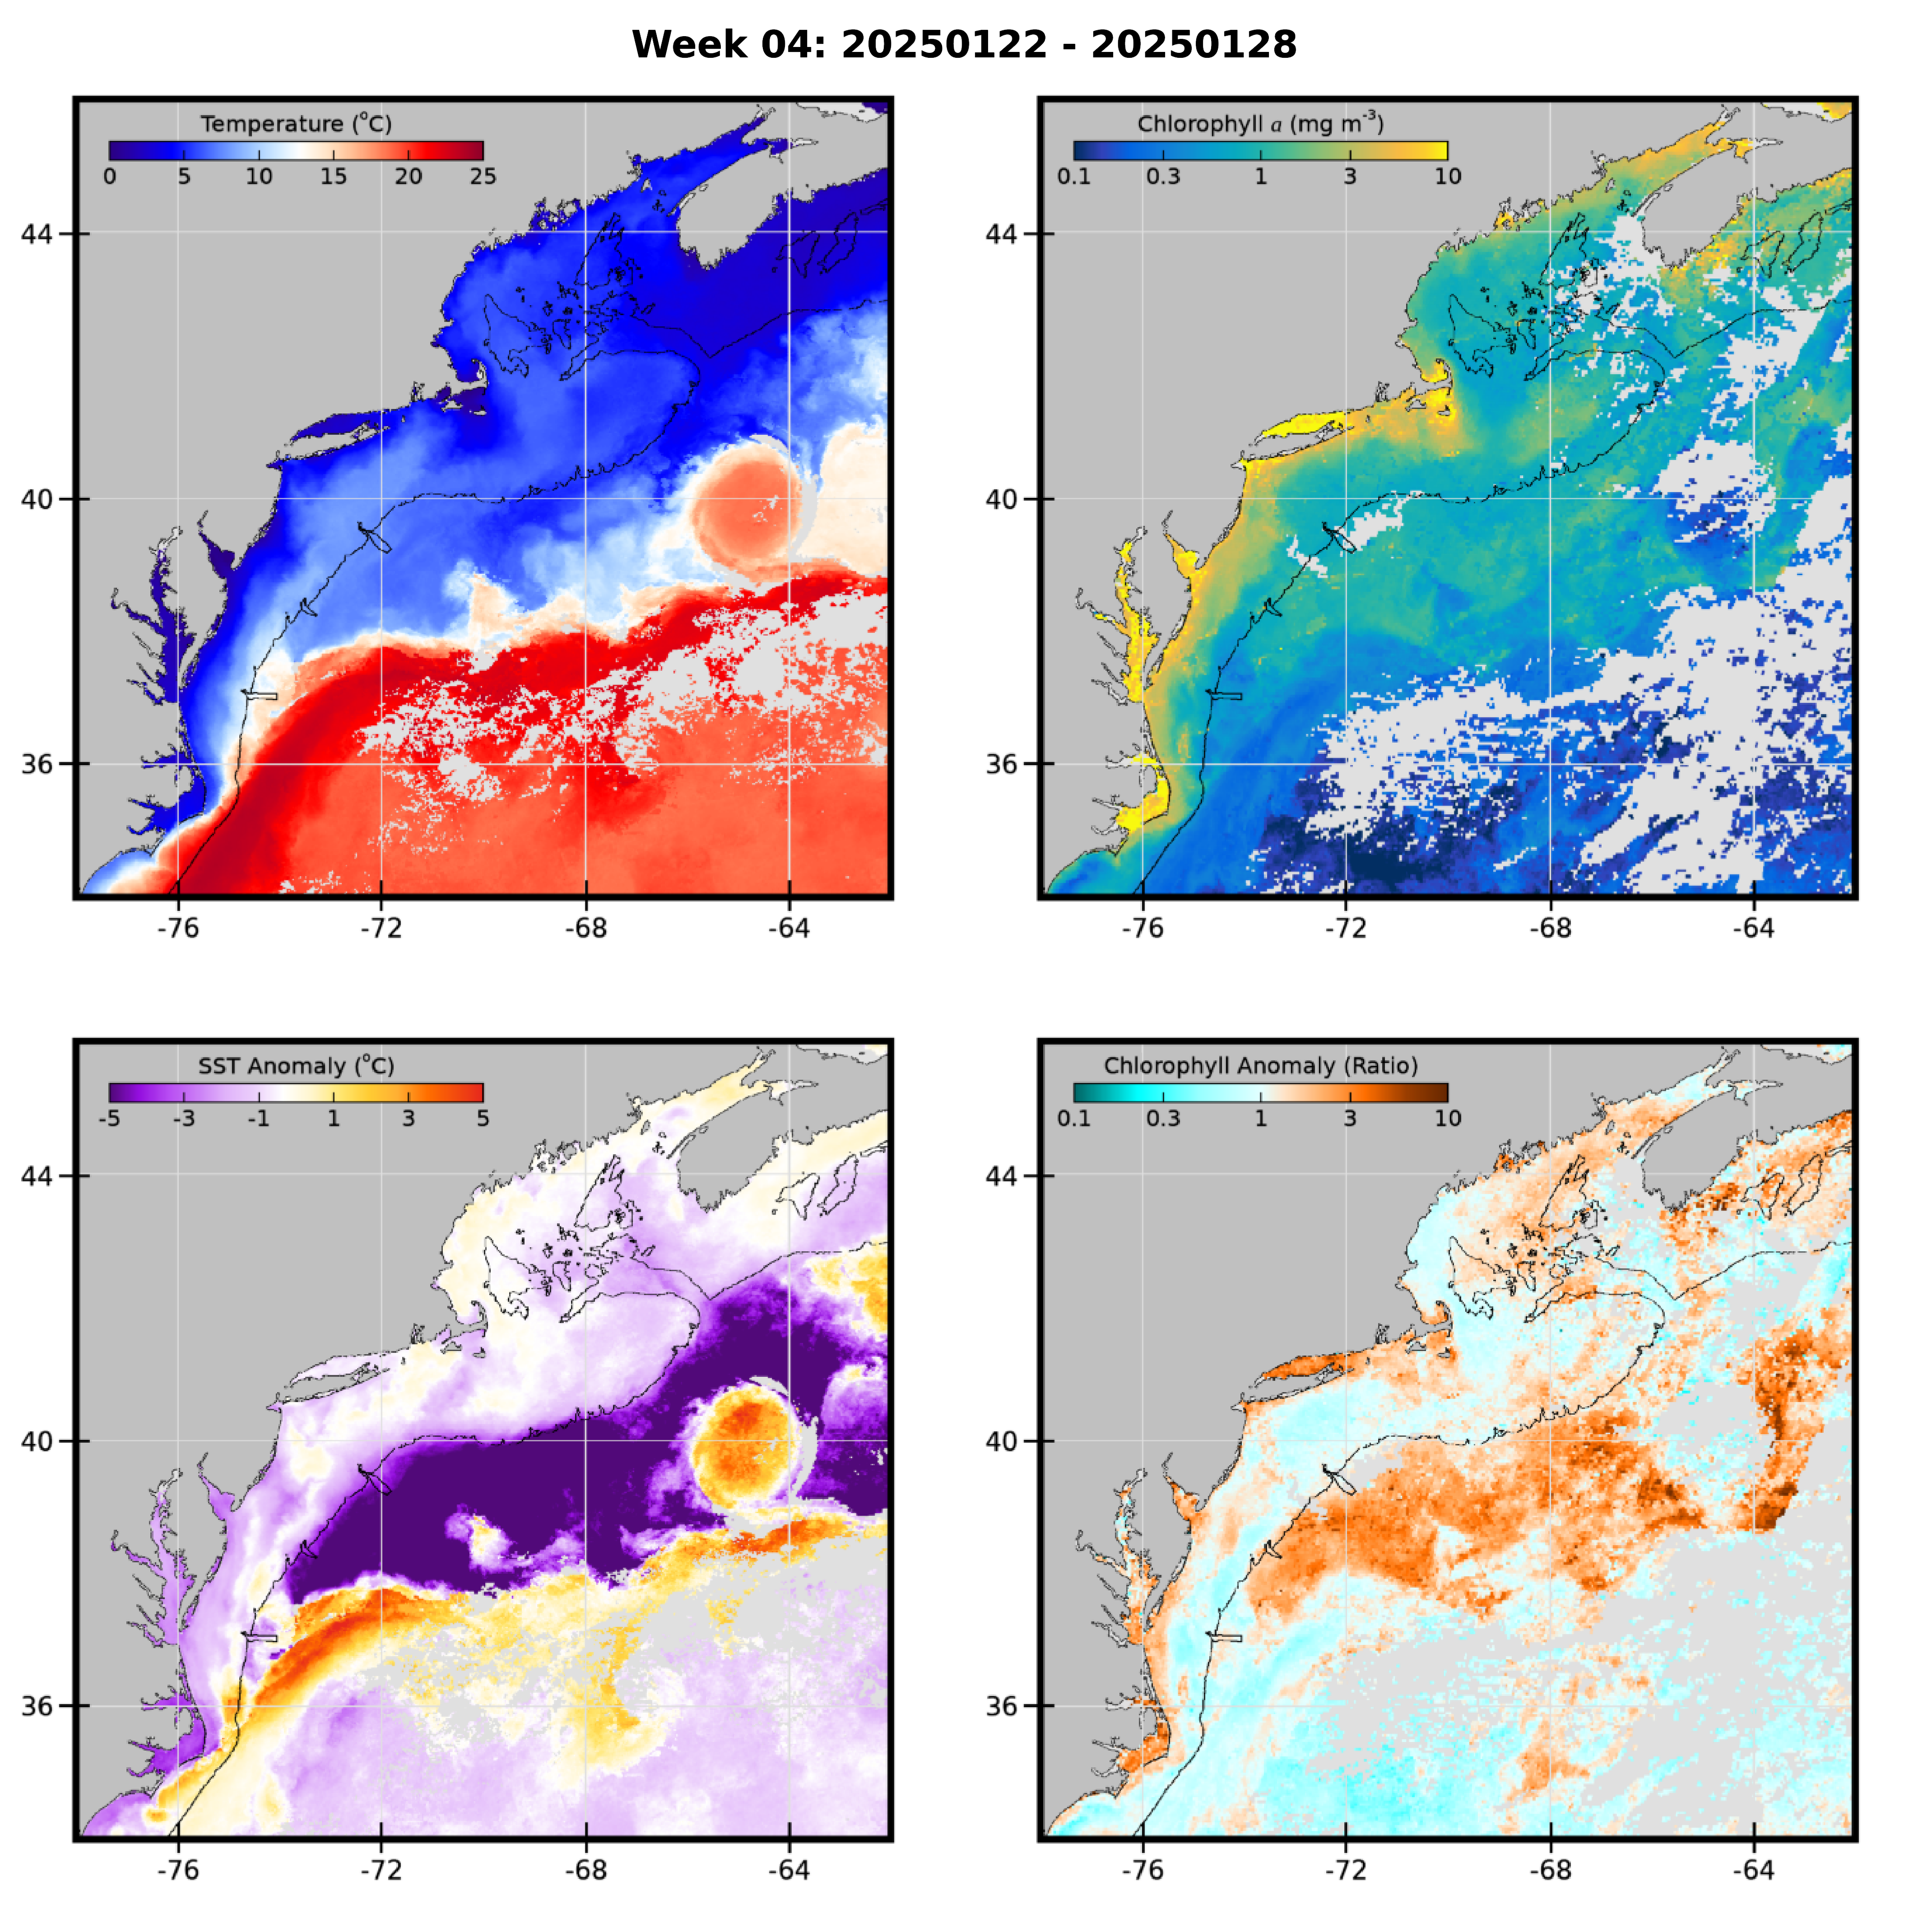 Week 04: 20250122 - 20250128
Temperature (°C)
0 5 10 15 20 25
44
40
36
-76 -72 -68 -64
Chlorophyll a (mg m⁻³)
0.1 0.3 1 3 10
44
40
36
-76 -72 -68 -64
SST Anomaly (°C)
-5 -3 -1 1 3 5
44
40
36
-76 -72 -68 -64
Chlorophyll Anomaly (Ratio)
0.1 0.3 1 3 10
44
40
36
-76 -72 -68 -64